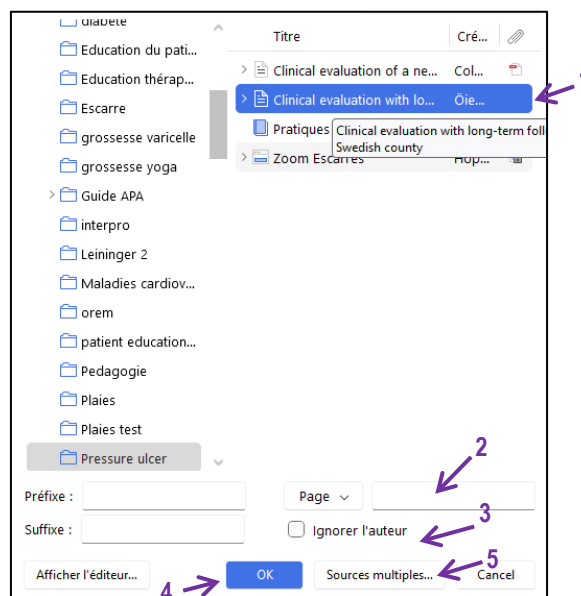 diabète
Education du pati...
Education thérap...
Escarre
grossesse varicelle
grossesse yoga
Guide APA
interpro
Leininger 2
Maladies cardiov...
orem
patient education...
Pedagogie
Plaies
Plaies test
Pressure ulcer
Titre Cré...
Clinical evaluation of a ne... Col...
Clinical evaluation with lo... Öie...
Pratiques
Clinical evaluation with long-term foll
Swedish county
Zoom Escarres Hôp...
2
Préfixe : Page
3
Suffixe : Ignorer l'auteur
5
Afficher l'éditeur... OK Sources multiples... Cancel
4